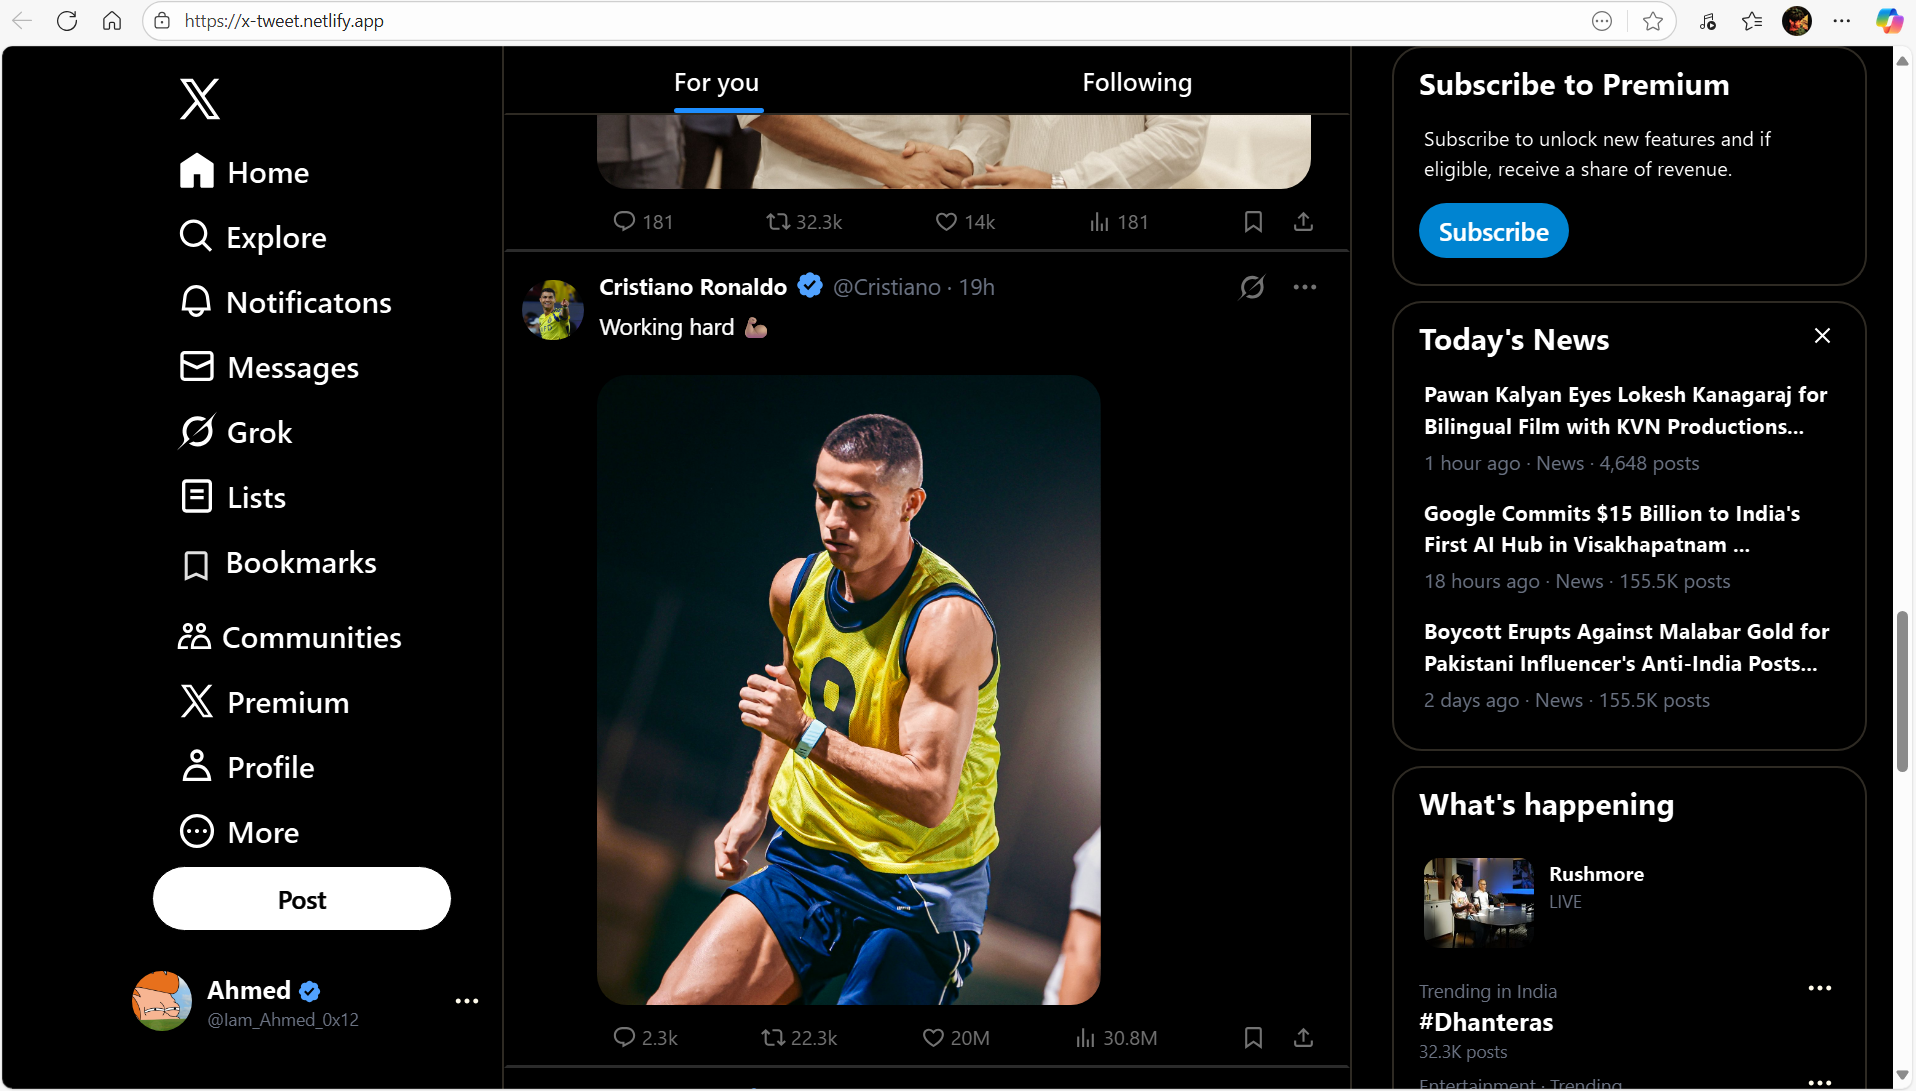 https://x-tweet.netlify.app
Home
Explore
Notificatons
Messages
Grok
Lists
Bookmarks
Communities
Premium
Profile
More
Post
Ahmed
@Iam_Ahmed_0x12
For you
Following
181
32.3k
14k
181
Cristiano Ronaldo @Cristiano · 19h
Working hard 💪🏽
2.3k
22.3k
20M
30.8M
Subscribe to Premium
Subscribe to unlock new features and if
eligible, receive a share of revenue.
Subscribe
Today's News
Pawan Kalyan Eyes Lokesh Kanagaraj for
Bilingual Film with KVN Productions...
1 hour ago · News · 4,648 posts
Google Commits $15 Billion to India's
First AI Hub in Visakhapatnam ...
18 hours ago · News · 155.5K posts
Boycott Erupts Against Malabar Gold for
Pakistani Influencer's Anti-India Posts...
2 days ago · News · 155.5K posts
What's happening
Rushmore
LIVE
Trending in India
#Dhanteras
32.3K posts
Entertainment · Trending